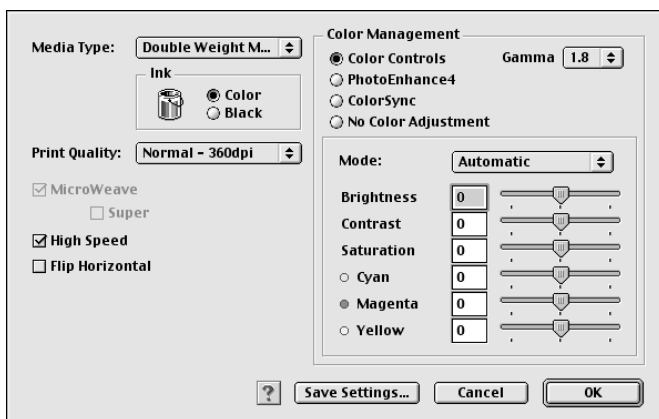 Media Type:
Double Weight M...
Ink
Color
Black
Print Quality:
Normal - 360dpi
MicroWeave
Super
High Speed
Flip Horizontal
Color Management
Color Controls
Gamma
1.8
PhotoEnhance4
ColorSync
No Color Adjustment
Mode:
Automatic
Brightness
0
Contrast
0
Saturation
0
Cyan
0
Magenta
0
Yellow
0
?
Save Settings...
Cancel
OK